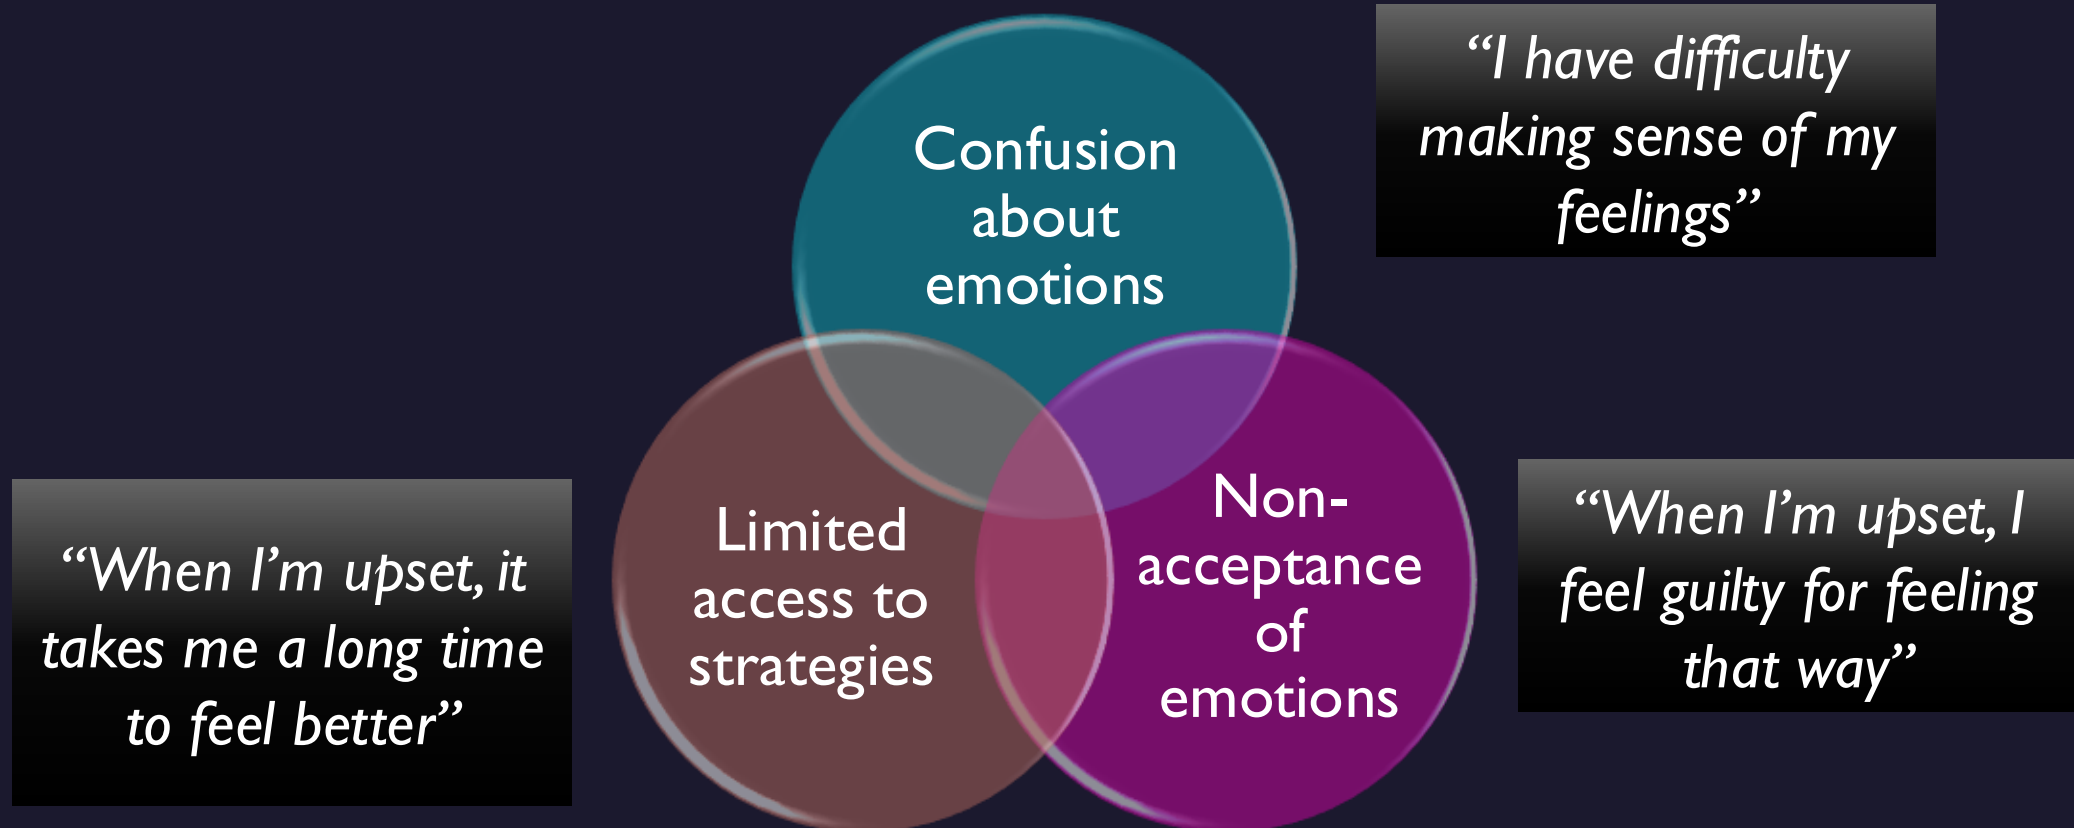 Confusion
about
emotions
“I have difficulty
making sense of my
feelings”
Limited
access to
strategies
“When I’m upset, it
takes me a long time
to feel better”
Non-
acceptance
of
emotions
“When I’m upset, I
feel guilty for feeling
that way”